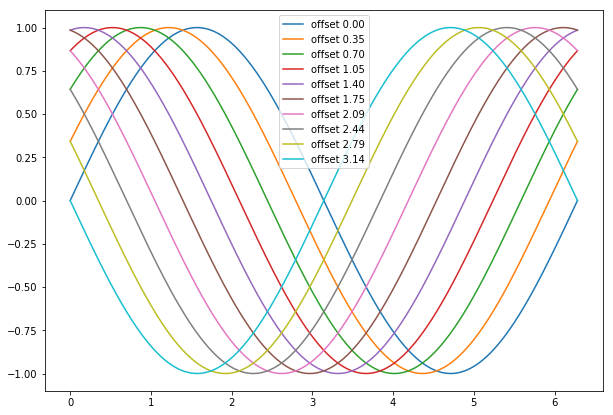 1.00
0.75
0.50
0.25
0.00
−0.25
−0.50
−0.75
−1.00
0 1 2 3 4 5 6
offset 0.00
offset 0.35
offset 0.70
offset 1.05
offset 1.40
offset 1.75
offset 2.09
offset 2.44
offset 2.79
offset 3.14